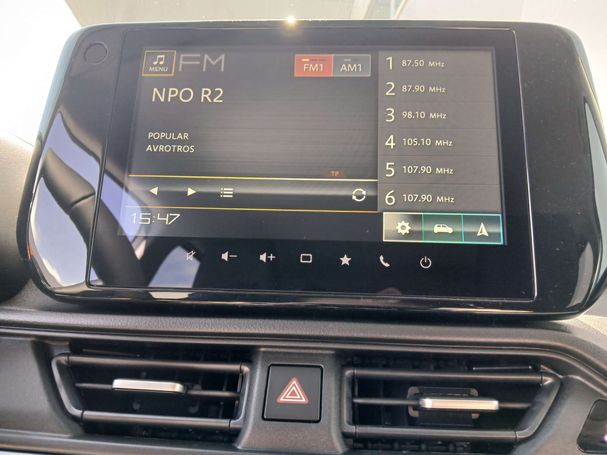 MENU
FM
FM1
AM1
NPO R2
POPULAR
AVROTROS
TP
15:47
1 87.50 MHz
2 87.90 MHz
3 98.10 MHz
4 105.10 MHz
5 107.90 MHz
6 107.90 MHz